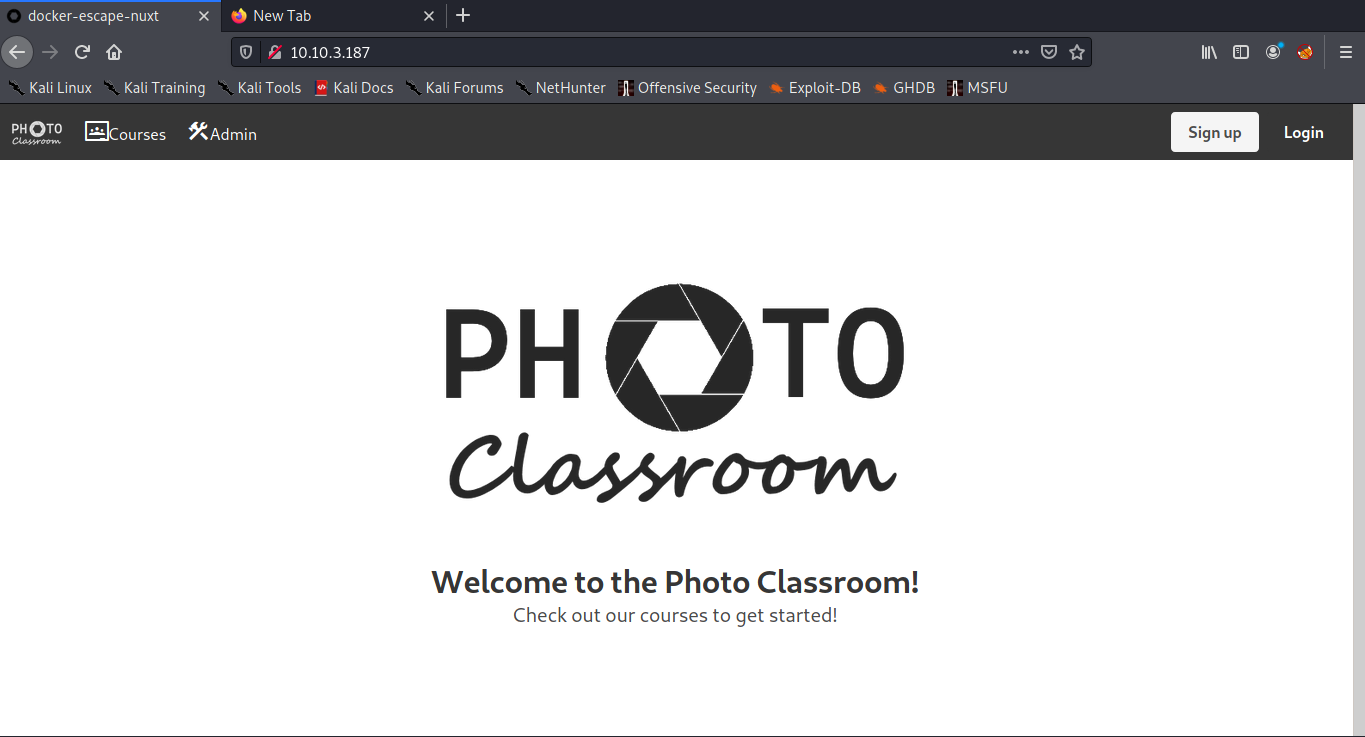 docker-escape-nuxt New Tab
10.10.3.187
Kali Linux Kali Training Kali Tools Kali Docs Kali Forums NetHunter Offensive Security Exploit-DB GHDB MSFU
PHOTO
Classroom
Courses Admin Sign up Login
PHOTO
Classroom
Welcome to the Photo Classroom!
Check out our courses to get started!